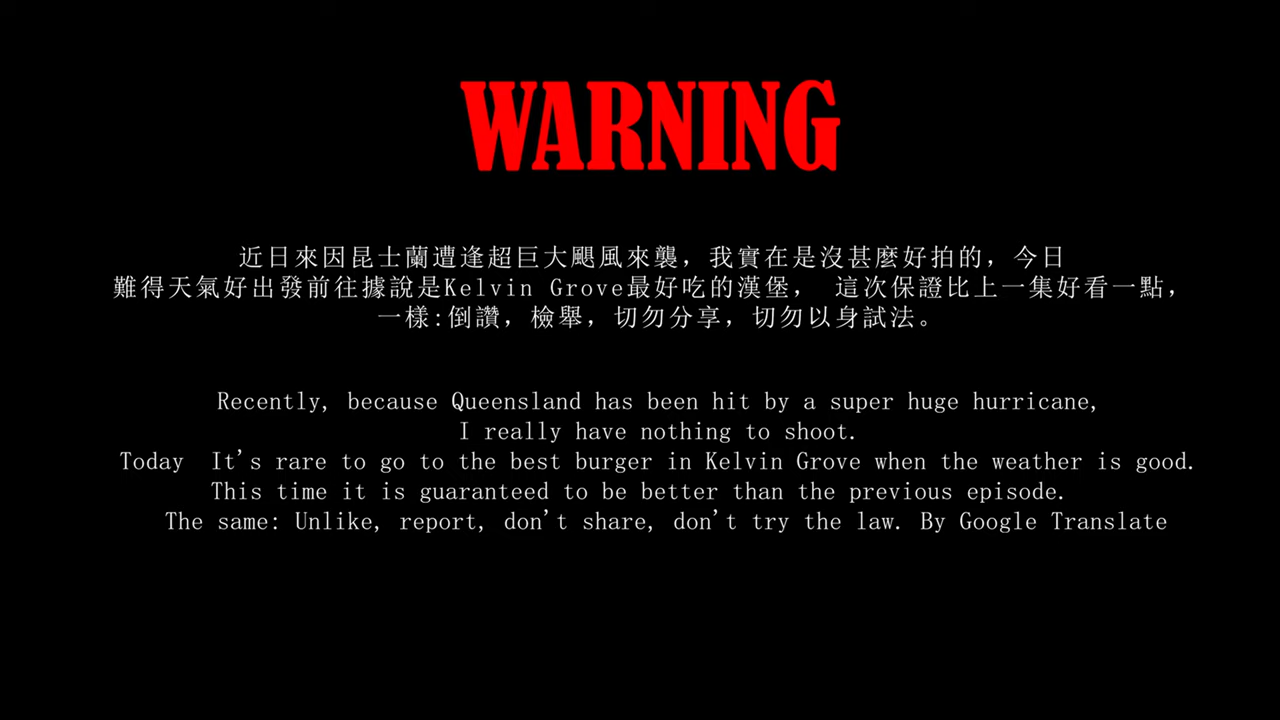 WARNING
近日來因昆士蘭遭逢超巨大颶風來襲，我實在是沒甚麼好拍的，今日
難得天氣好出發前往據說是Kelvin Grove最好吃的漢堡， 這次保證比上一集好看一點，
一樣:倒讚，檢舉，切勿分享，切勿以身試法。
Recently, because Queensland has been hit by a super huge hurricane,
I really have nothing to shoot.
Today  It's rare to go to the best burger in Kelvin Grove when the weather is good.
This time it is guaranteed to be better than the previous episode.
The same: Unlike, report, don't share, don't try the law. By Google Translate